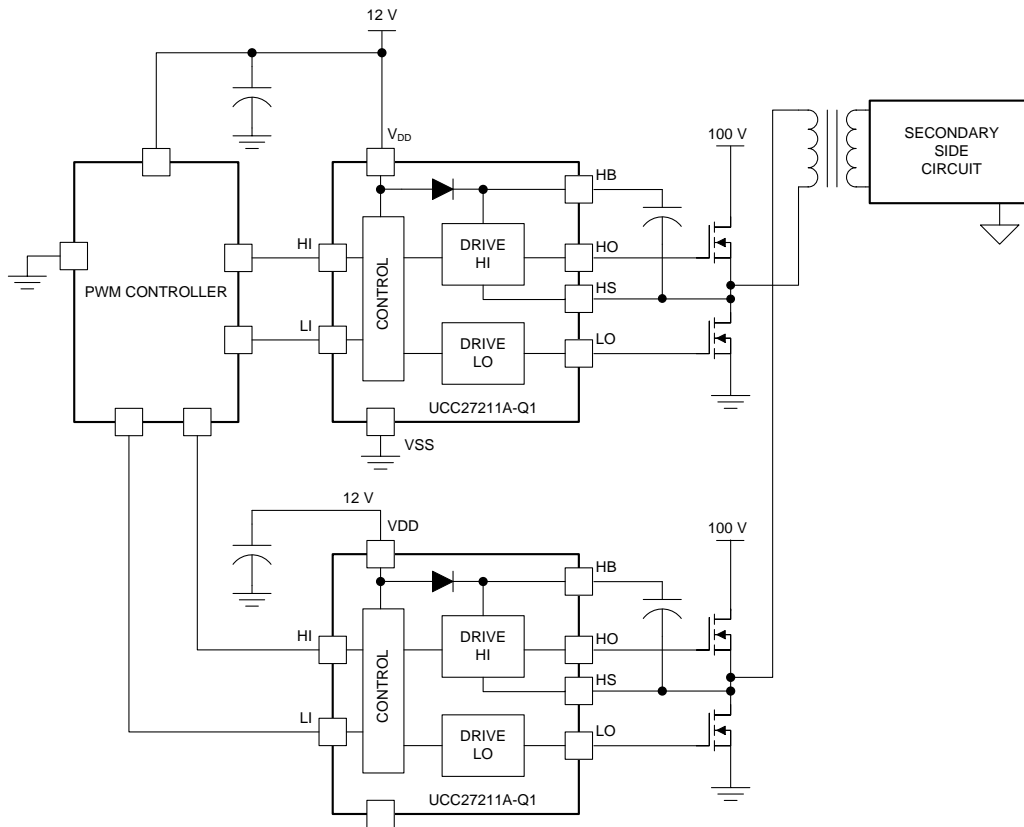 12 V
V_DD
100 V
SECONDARY
SIDE
CIRCUIT
HB
HI
DRIVE
HI
HO
PWM CONTROLLER
CONTROL
HS
LI
DRIVE
LO
LO
UCC27211A-Q1
VSS
12 V
VDD
100 V
HB
HI
DRIVE
HI
HO
CONTROL
HS
LI
DRIVE
LO
LO
UCC27211A-Q1